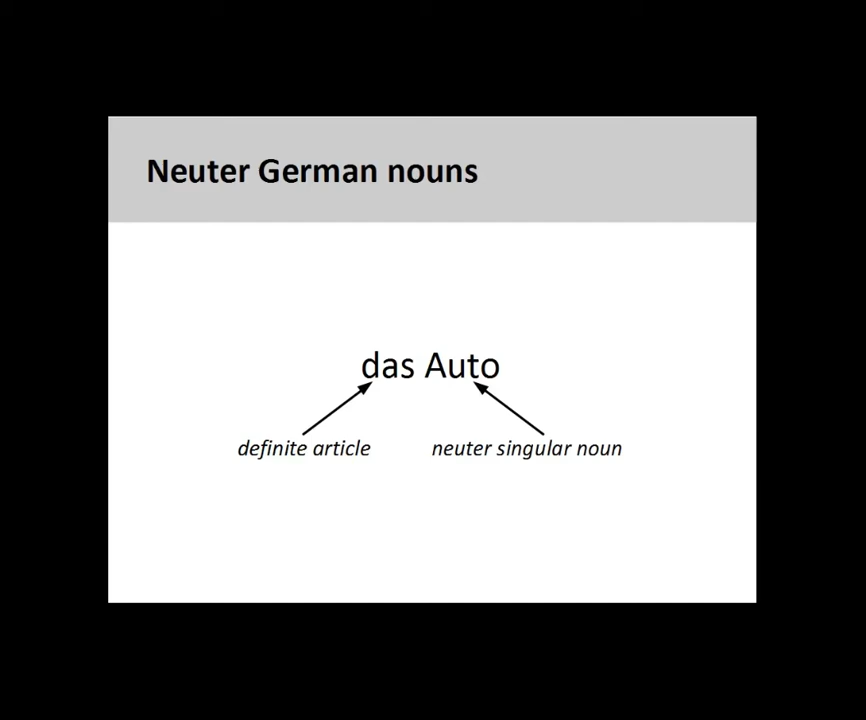 Neuter German nouns
das Auto
definite article neuter singular noun